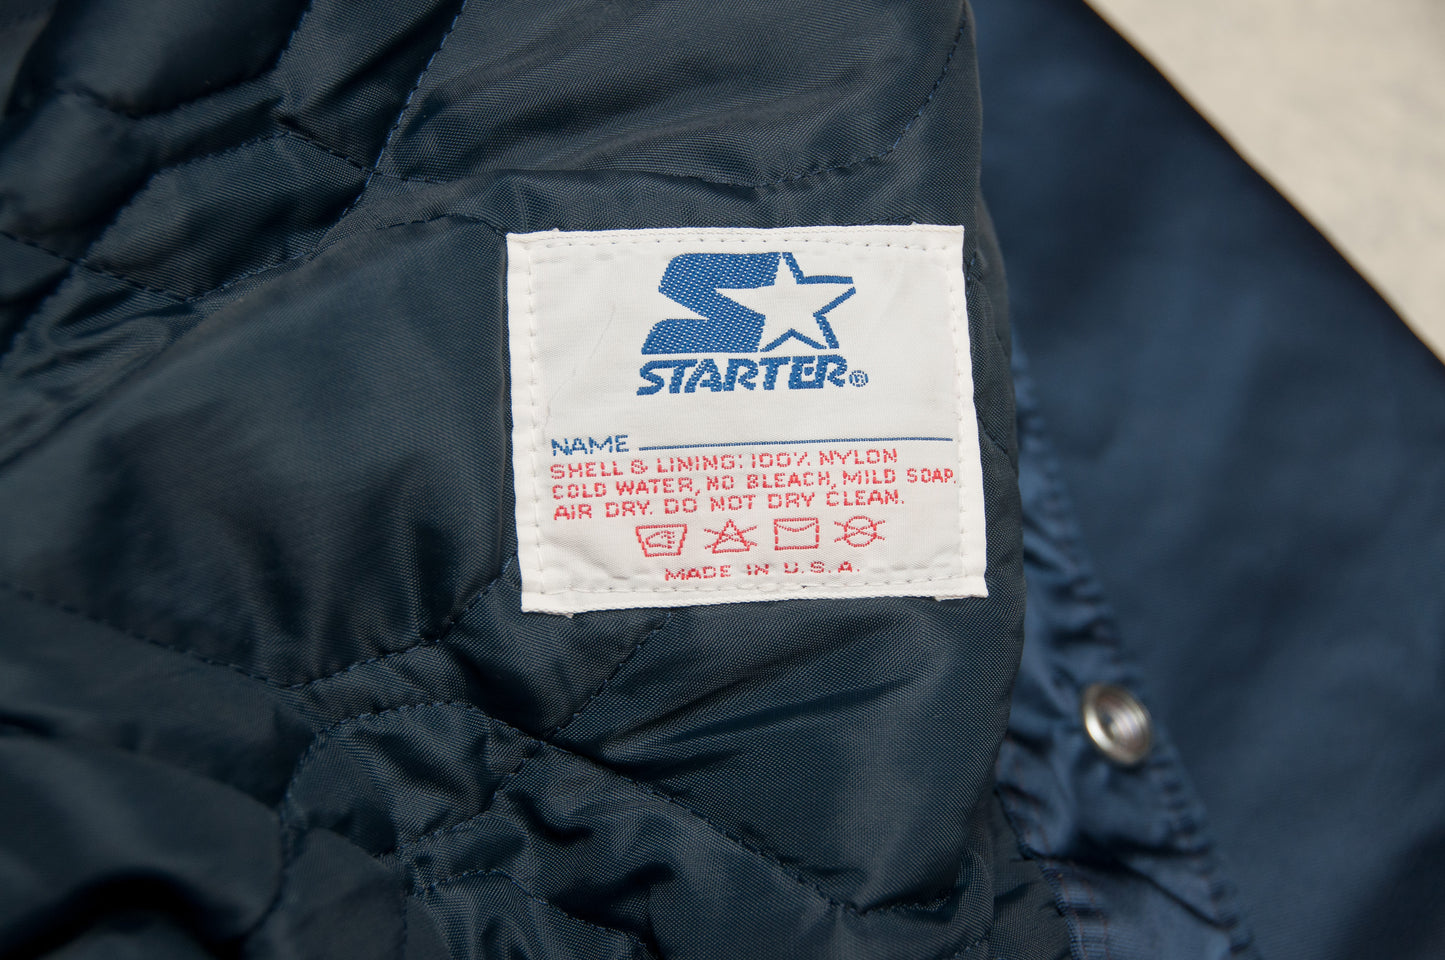 STARTER®
NAME
SHELL & LINING: 100% NYLON
COLD WATER, NO BLEACH, MILD SOAP.
AIR DRY. DO NOT DRY CLEAN.
MADE IN U.S.A.